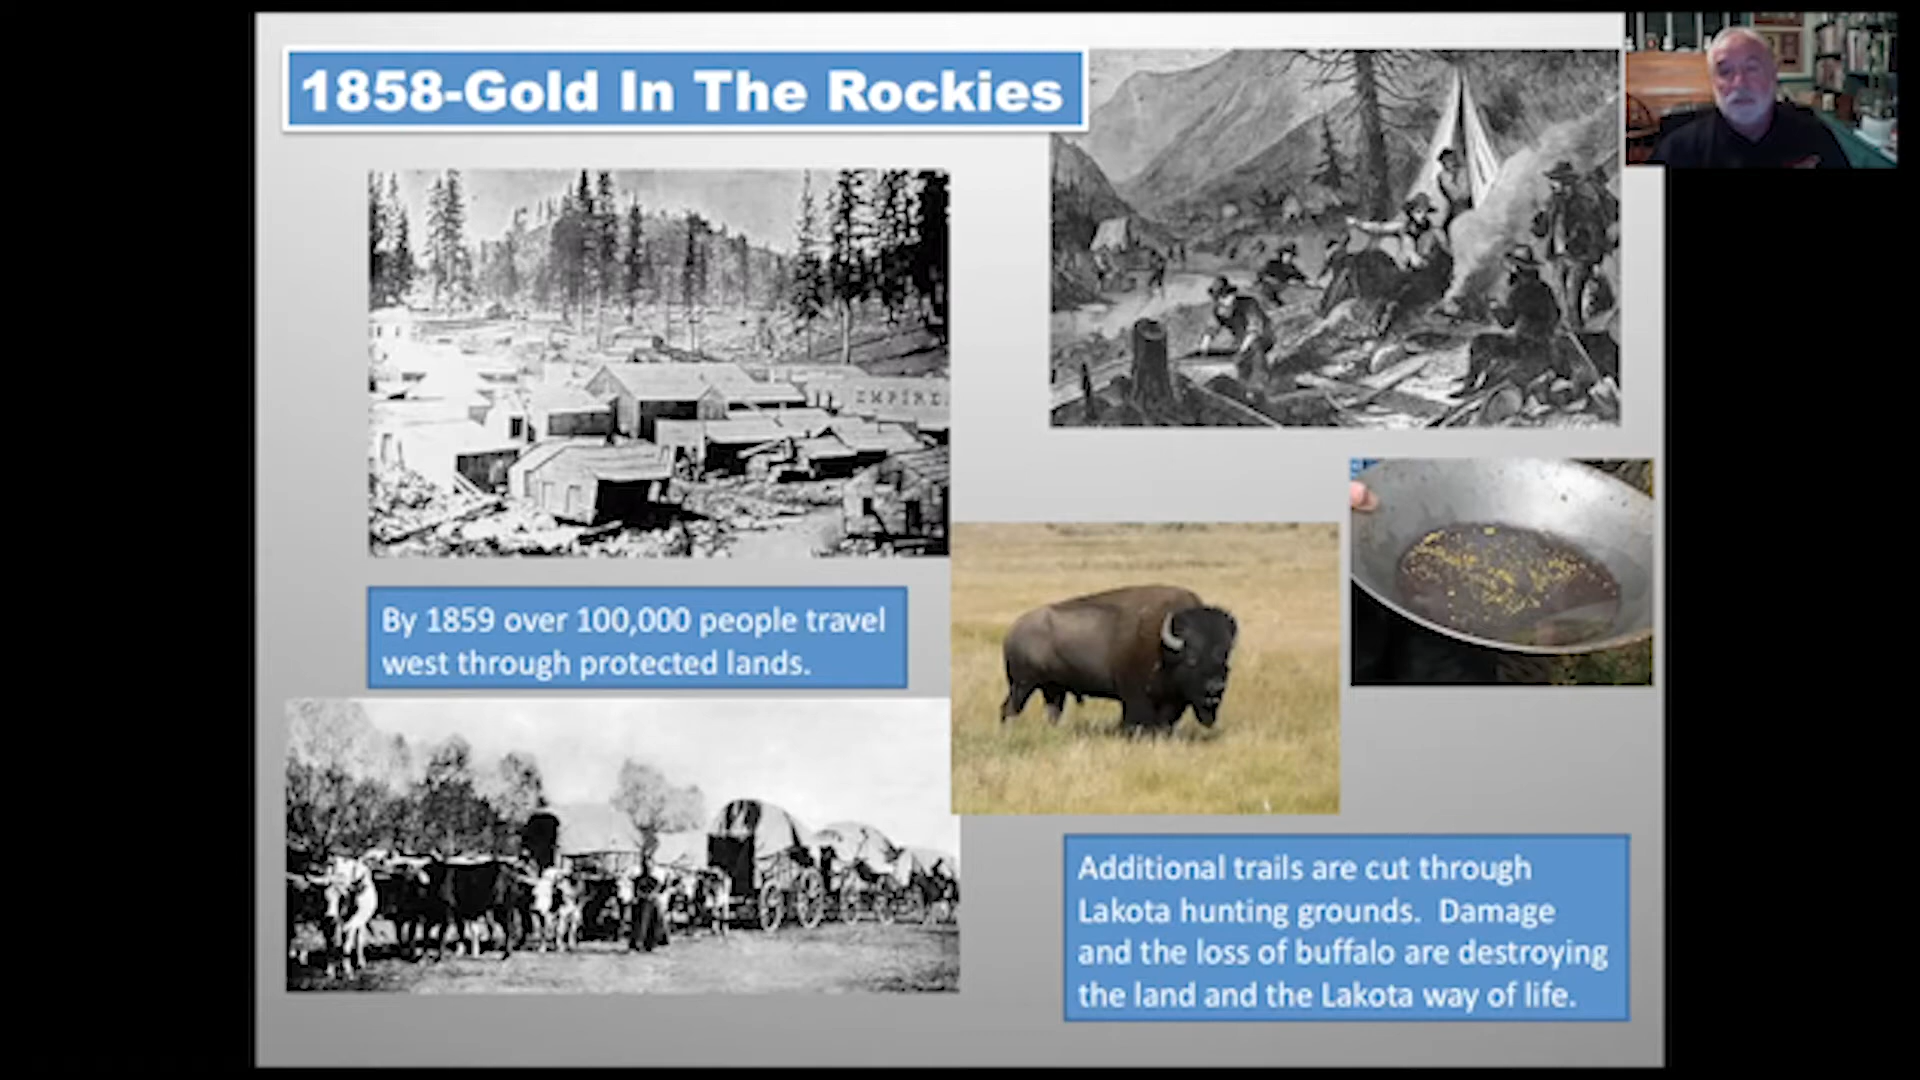 1858-Gold In The Rockies
EMPIRE
By 1859 over 100,000 people travel
west through protected lands.
Additional trails are cut through
Lakota hunting grounds.  Damage
and the loss of buffalo are destroying
the land and the Lakota way of life.